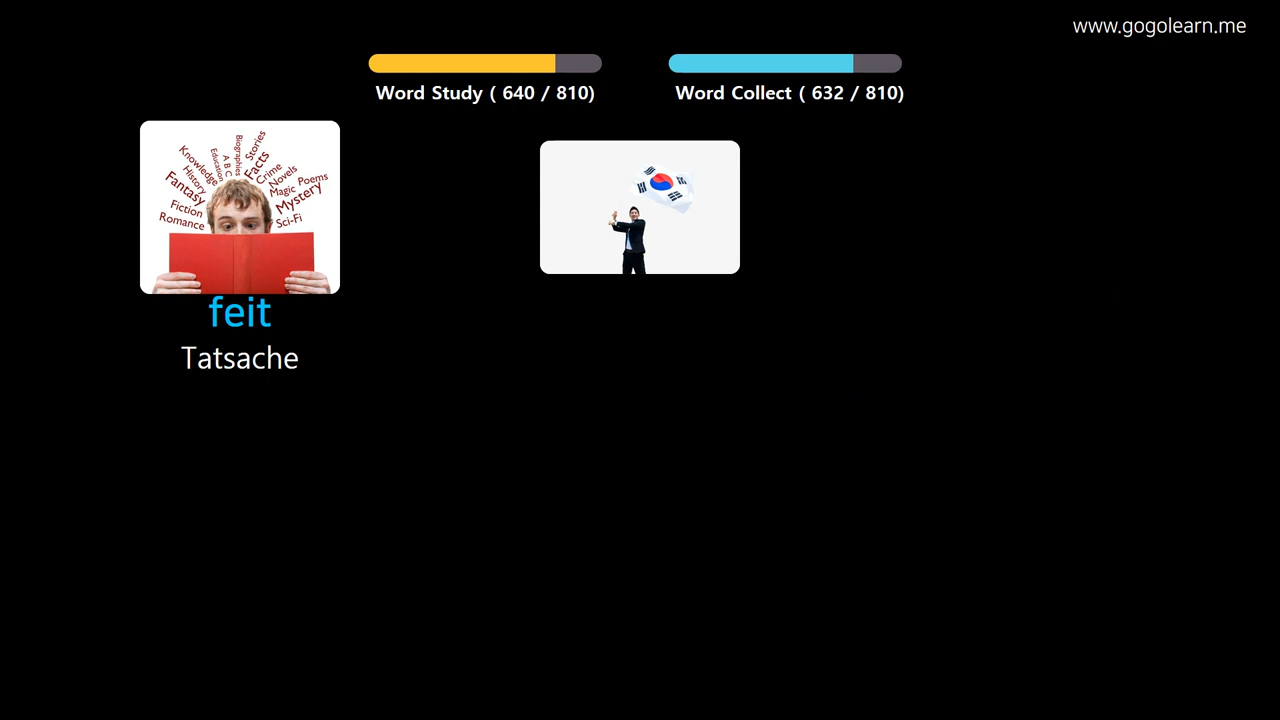 www.gogolearn.me
Word Study ( 640 / 810)
Word Collect ( 632 / 810)
Knowledge
History
Education
A B C
Biographies
Stories
Facts
Crime
Novels
Magic
Poems
Fantasy
Mystery
Fiction
Romance
Sci-Fi
feit
Tatsache